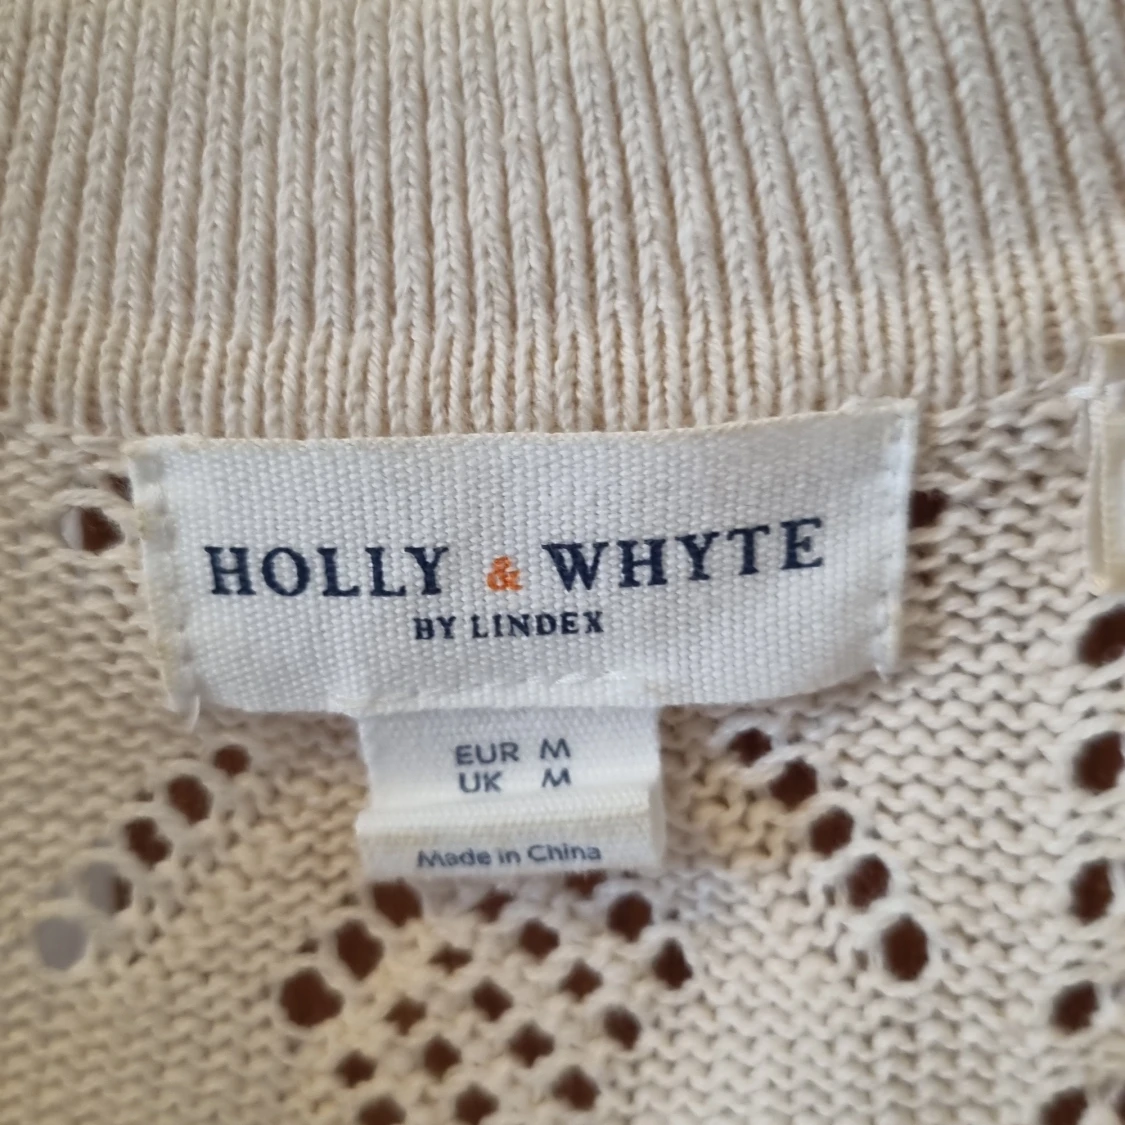 HOLLY & WHYTE
BY LINDEX
EUR M
UK M
Made in China